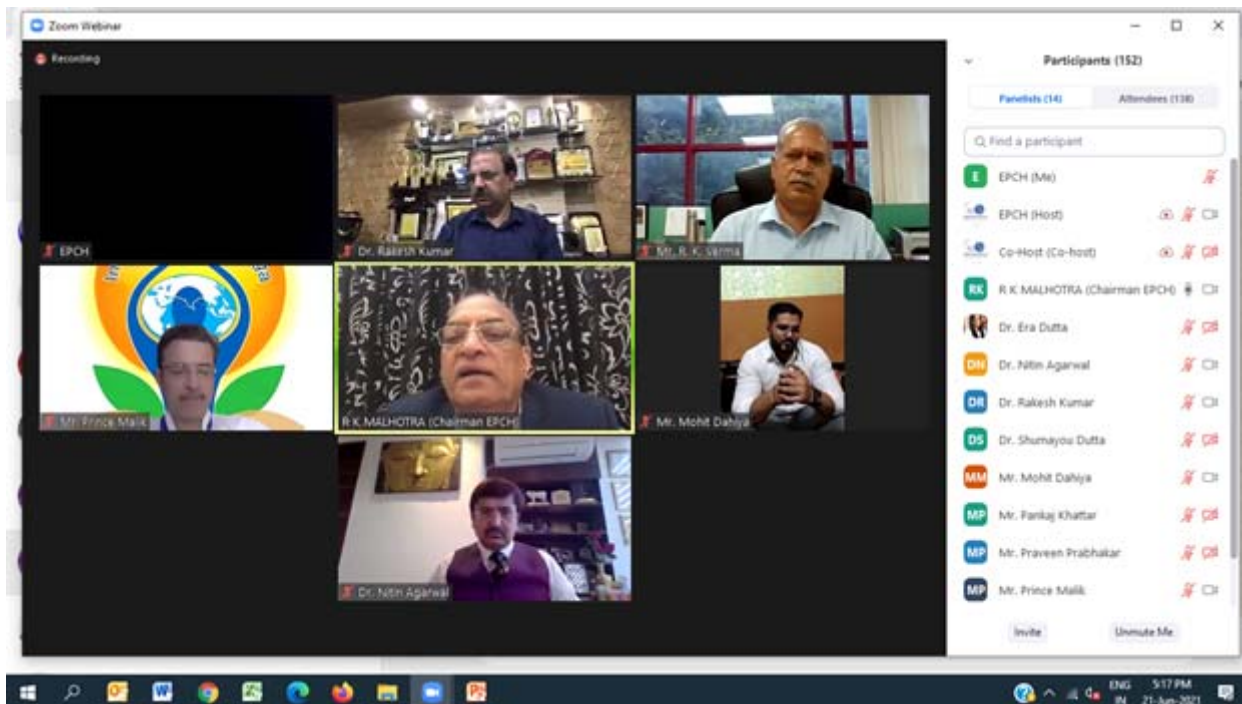 Zoom Webinar
Recording
EPCH
Dr. Rakesh Kumar
Mr. R. K. Verma
Mr. Prince Malik
R K MALHOTRA (Chairman EPCH)
Mr. Mohit Dahiya
Dr. Nitin Agarwal
Participants (152)
Panelists (14) Attendees (138)
Find a participant
E EPCH (Me)
EPCH (Host)
Co-Host (Co-host)
RK R K MALHOTRA (Chairman EPCH)
Dr. Era Dutta
DN Dr. Nitin Agarwal
DR Dr. Rakesh Kumar
DS Dr. Shumayou Dutta
MM Mr. Mohit Dahiya
MP Mr. Pankaj Khattar
MP Mr. Praveen Prabhakar
MP Mr. Prince Malik
Invite Unmute Me
ENG 5:17 PM
IN 21-Jun-2021